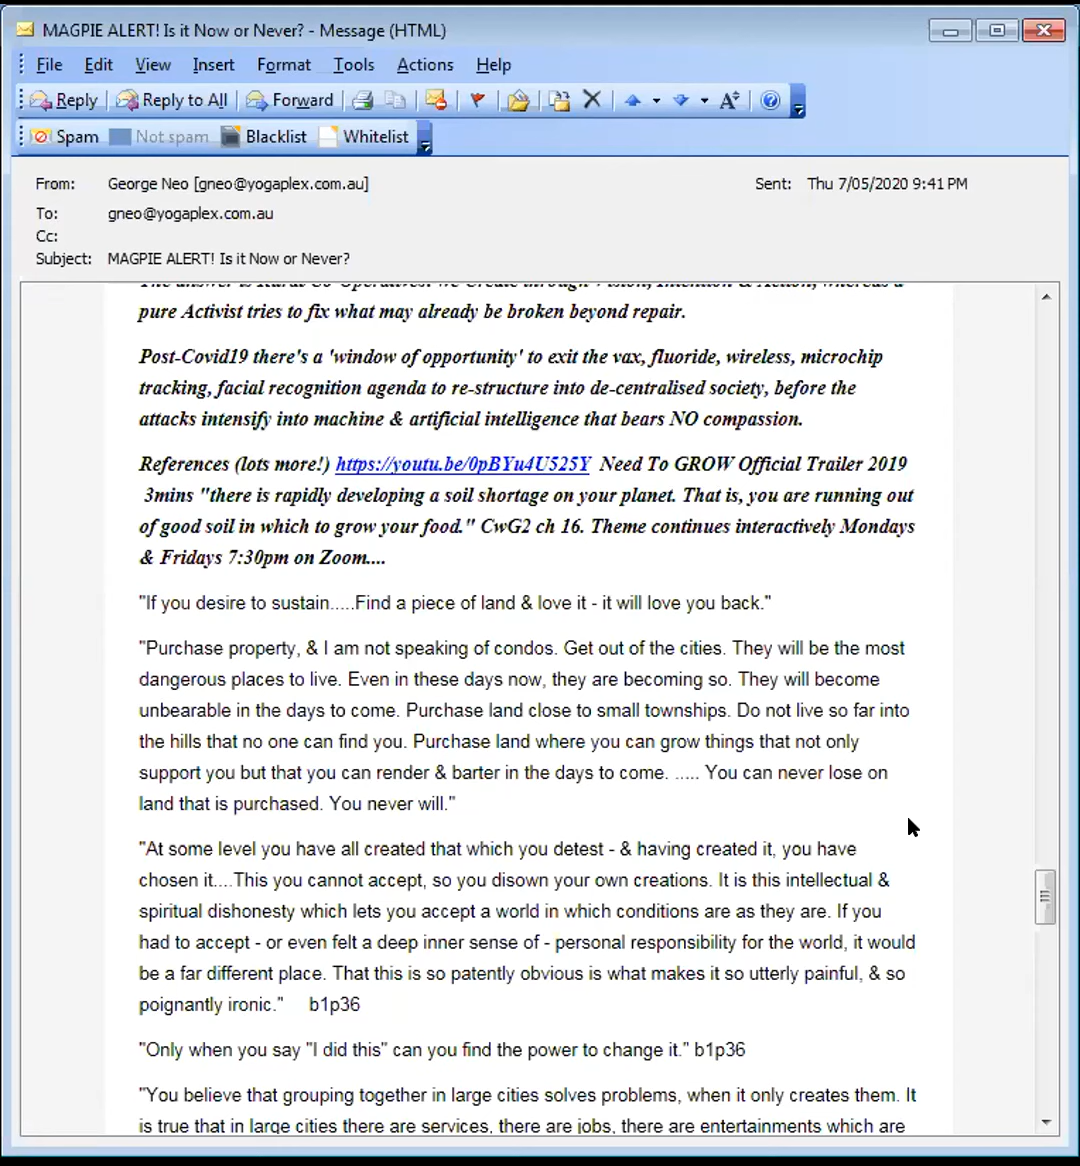 MAGPIE ALERT! Is it Now or Never? - Message (HTML)
File Edit View Insert Format Tools Actions Help
Reply Reply to All Forward
Spam Not spam Blacklist Whitelist
From: George Neo [gneo@yogaplex.com.au] Sent: Thu 7/05/2020 9:41 PM
To: gneo@yogaplex.com.au
Cc:
Subject: MAGPIE ALERT! Is it Now or Never?
The answer is Rural Co-Operatives. We Create through Vision, Intention & Action, whereas a
pure Activist tries to fix what may already be broken beyond repair.
Post-Covid19 there's a 'window of opportunity' to exit the vax, fluoride, wireless, microchip
tracking, facial recognition agenda to re-structure into de-centralised society, before the
attacks intensify into machine & artificial intelligence that bears NO compassion.
References (lots more!) https://youtu.be/0pBYu4U525Y Need To GROW Official Trailer 2019
3mins "there is rapidly developing a soil shortage on your planet. That is, you are running out
of good soil in which to grow your food." CwG2 ch 16. Theme continues interactively Mondays
& Fridays 7:30pm on Zoom....
"If you desire to sustain.....Find a piece of land & love it - it will love you back."
"Purchase property, & I am not speaking of condos. Get out of the cities. They will be the most
dangerous places to live. Even in these days now, they are becoming so. They will become
unbearable in the days to come. Purchase land close to small townships. Do not live so far into
the hills that no one can find you. Purchase land where you can grow things that not only
support you but that you can render & barter in the days to come. ..... You can never lose on
land that is purchased. You never will."
"At some level you have all created that which you detest - & having created it, you have
chosen it....This you cannot accept, so you disown your own creations. It is this intellectual &
spiritual dishonesty which lets you accept a world in which conditions are as they are. If you
had to accept - or even felt a deep inner sense of - personal responsibility for the world, it would
be a far different place. That this is so patently obvious is what makes it so utterly painful, & so
poignantly ironic." b1p36
"Only when you say "I did this" can you find the power to change it." b1p36
"You believe that grouping together in large cities solves problems, when it only creates them. It
is true that in large cities there are services, there are jobs, there are entertainments which are